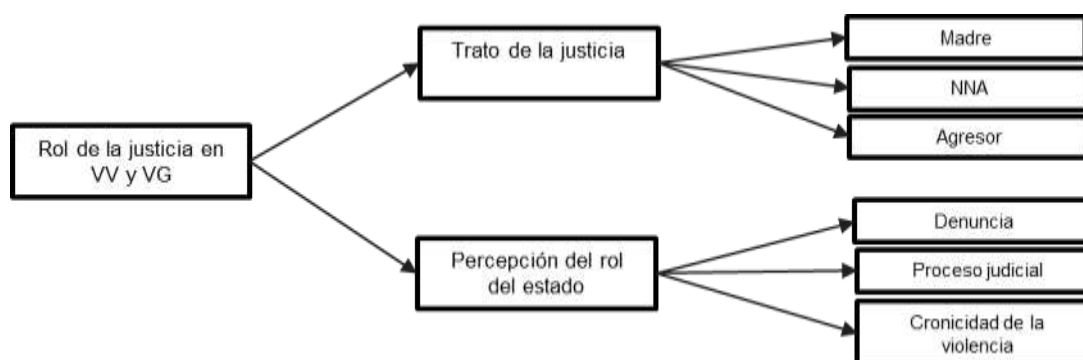 Rol de la justicia en
VV y VG
Trato de la justicia
Madre
NNA
Agresor
Percepción del rol
del estado
Denuncia
Proceso judicial
Cronicidad de la
violencia